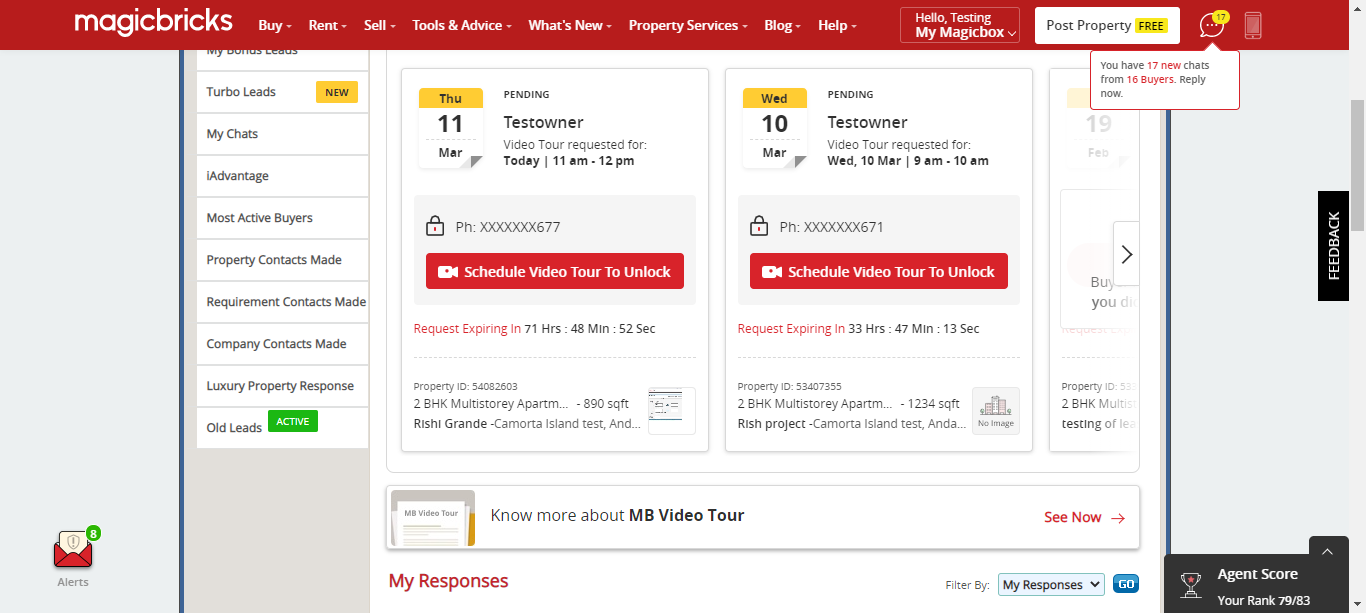 magicbricks
Buy
Rent
Sell
Tools & Advice
What's New
Property Services
Blog
Help
Hello, Testing
My Magicbox
Post Property FREE
17
You have 17 new chats
from 16 Buyers. Reply
now.
My Bonus Leads
Turbo Leads NEW
My Chats
iAdvantage
Most Active Buyers
Property Contacts Made
Requirement Contacts Made
Company Contacts Made
Luxury Property Response
Old Leads ACTIVE
Thu
11
Mar
PENDING
Testowner
Video Tour requested for:
Today | 11 am - 12 pm
Ph: XXXXXXX677
Schedule Video Tour To Unlock
Request Expiring In 71 Hrs : 48 Min : 52 Sec
Property ID: 54082603
2 BHK Multistorey Apartm... - 890 sqft
Rishi Grande -Camorta Island test, And...
Wed
10
Mar
PENDING
Testowner
Video Tour requested for:
Wed, 10 Mar | 9 am - 10 am
Ph: XXXXXXX671
Schedule Video Tour To Unlock
Request Expiring In 33 Hrs : 47 Min : 13 Sec
Property ID: 53407355
2 BHK Multistorey Apartm... - 1234 sqft
Rish project -Camorta Island test, Anda...
No Image
19
Feb
you
Request
Property ID:
2 BHK
testing of
FEEDBACK
MB Video Tour
Know more about MB Video Tour
See Now
My Responses
Filter By: My Responses GO
8
Alerts
Agent Score
Your Rank 79/83